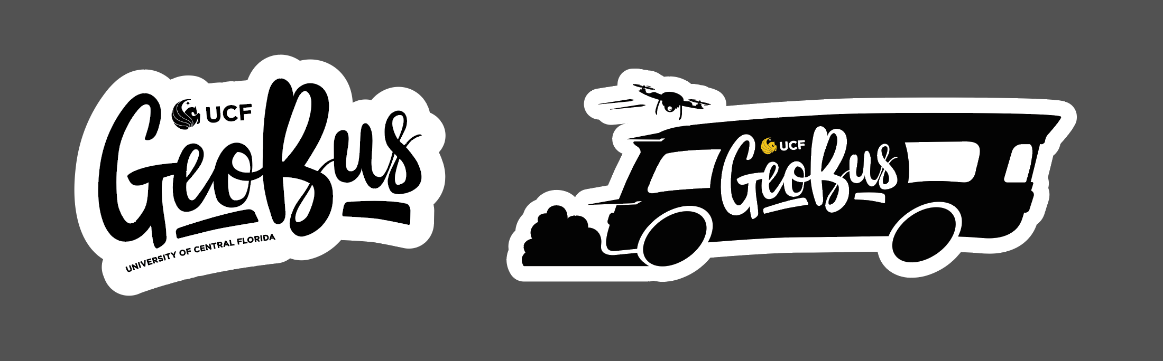 UCF
GeoBus
UNIVERSITY OF CENTRAL FLORIDA
UCF
GeoBus